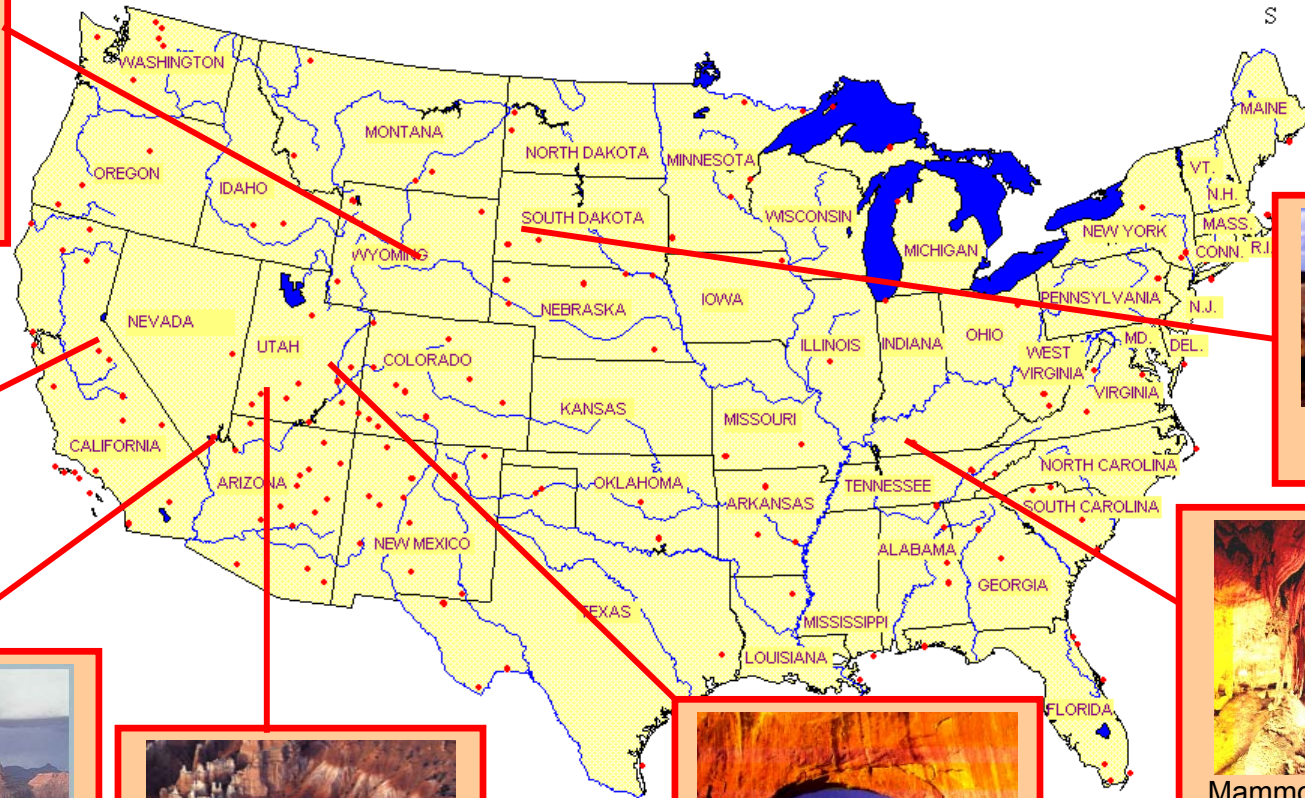 S
WASHINGTON
MAINE
MONTANA
NORTH DAKOTA
MINNESOTA
OREGON
IDAHO
VT.
N.H.
SOUTH DAKOTA
WISCONSIN
NEW YORK
MASS.
WYOMING
MICHIGAN
CONN.
R.I.
NEBRASKA
IOWA
PENNSYLVANIA
N.J.
NEVADA
UTAH
COLORADO
ILLINOIS
INDIANA
OHIO
WEST
VIRGINIA
MD.
DEL.
VIRGINIA
KANSAS
MISSOURI
CALIFORNIA
ARIZONA
OKLAHOMA
ARKANSAS
TENNESSEE
NORTH CAROLINA
SOUTH CAROLINA
NEW MEXICO
ALABAMA
GEORGIA
TEXAS
MISSISSIPPI
LOUISIANA
FLORIDA